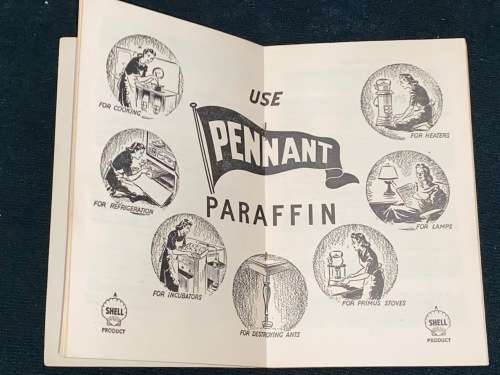 USE
PENNANT
PARAFFIN
FOR COOKING
FOR HEATERS
FOR REFRIGERATION
FOR LAMPS
FOR INCUBATORS
FOR PRIMUS STOVES
FOR DESTROYING ANTS
A
SHELL
PRODUCT
A
SHELL
PRODUCT